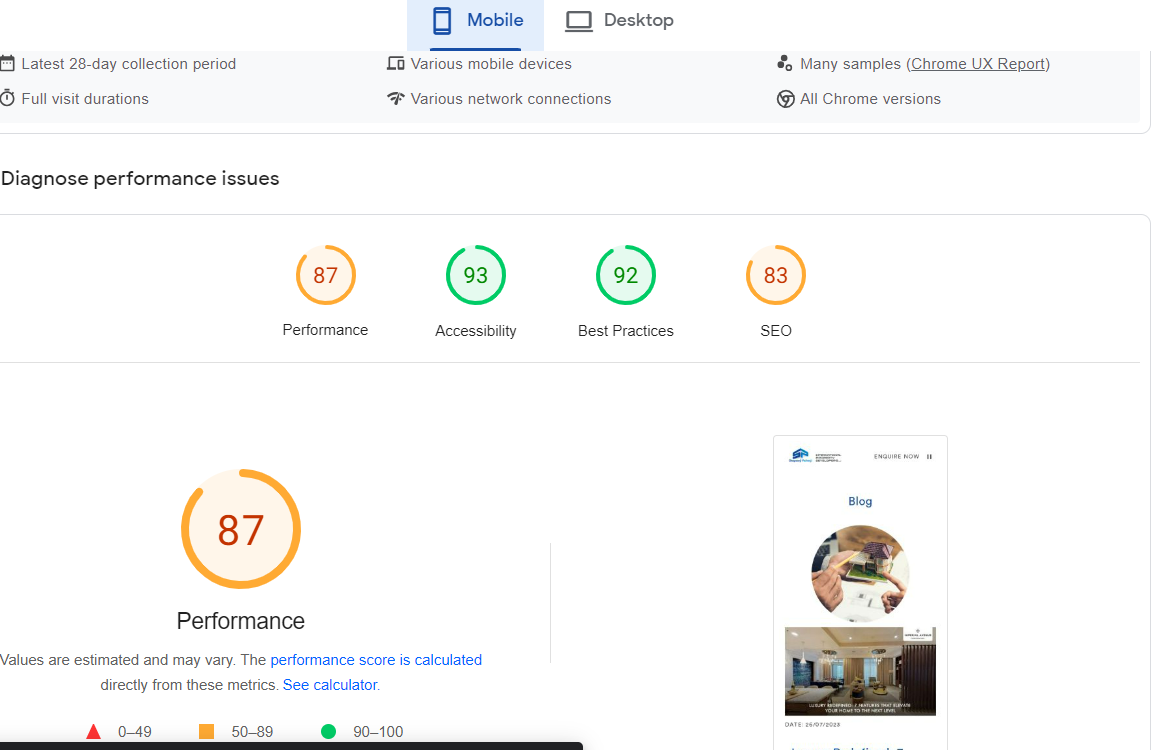 Mobile Desktop
Latest 28-day collection period
Various mobile devices
Many samples (Chrome UX Report)
Full visit durations
Various network connections
All Chrome versions
Diagnose performance issues
87 93 92 83
Performance Accessibility Best Practices SEO
87
Performance
Values are estimated and may vary. The performance score is calculated
directly from these metrics. See calculator.
0–49 50–89 90–100
ENQUIRE NOW
Blog
LUXURY REDEFINED: 7 FEATURES THAT ELEVATE
YOUR HOME TO THE NEXT LEVEL
DATE: 25/07/2023